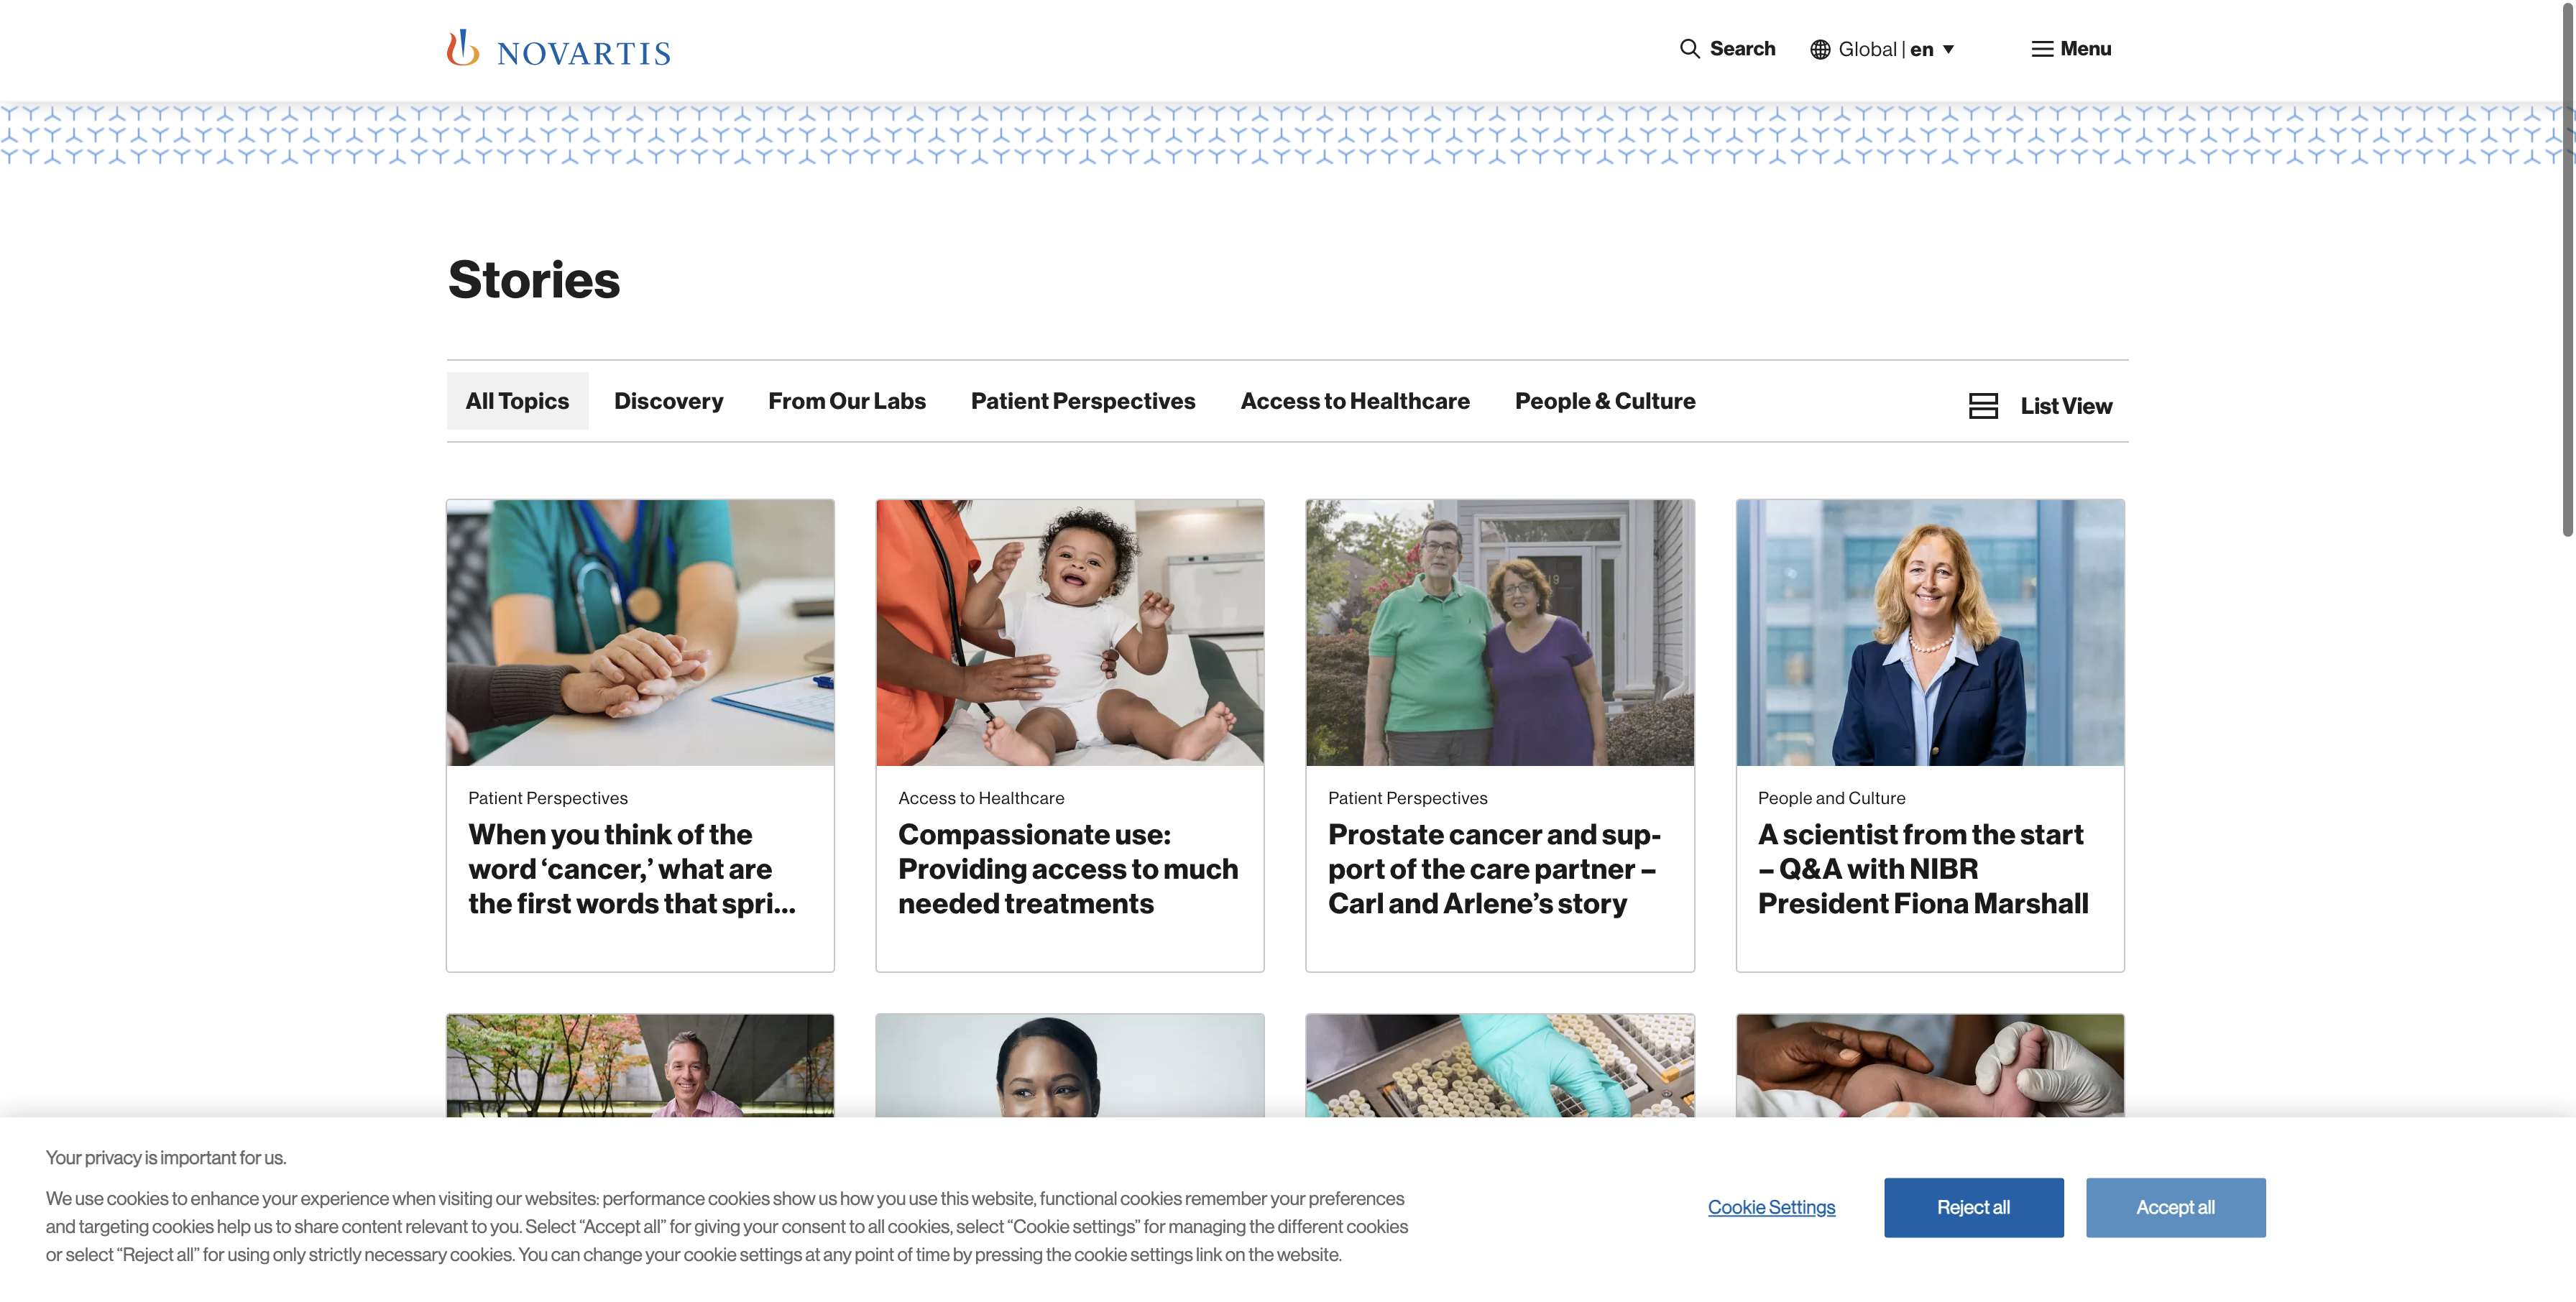 NOVARTIS
Search
Global | en
Menu
Stories
All Topics
Discovery
From Our Labs
Patient Perspectives
Access to Healthcare
People & Culture
List View
Patient Perspectives
When you think of the
word ‘cancer,’ what are
the first words that spri...
Access to Healthcare
Compassionate use:
Providing access to much
needed treatments
Patient Perspectives
Prostate cancer and sup-
port of the care partner –
Carl and Arlene’s story
People and Culture
A scientist from the start
– Q&A with NIBR
President Fiona Marshall
Your privacy is important for us.
We use cookies to enhance your experience when visiting our websites: performance cookies show us how you use this website, functional cookies remember your preferences
and targeting cookies help us to share content relevant to you. Select “Accept all” for giving your consent to all cookies, select “Cookie settings” for managing the different cookies
or select “Reject all” for using only strictly necessary cookies. You can change your cookie settings at any point of time by pressing the cookie settings link on the website.
Cookie Settings
Reject all
Accept all